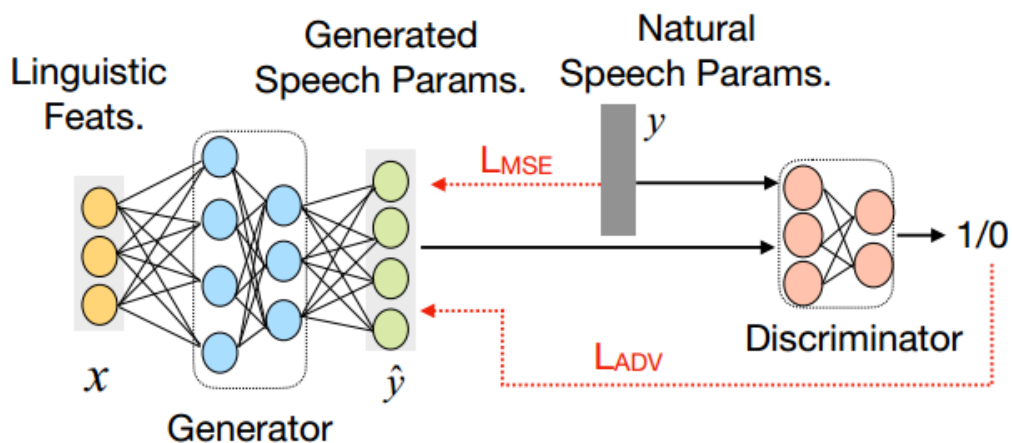 Linguistic
Feats.
Generated
Speech Params.
Natural
Speech Params.
y
LMSE
1/0
LADV
Discriminator
x
ŷ
Generator